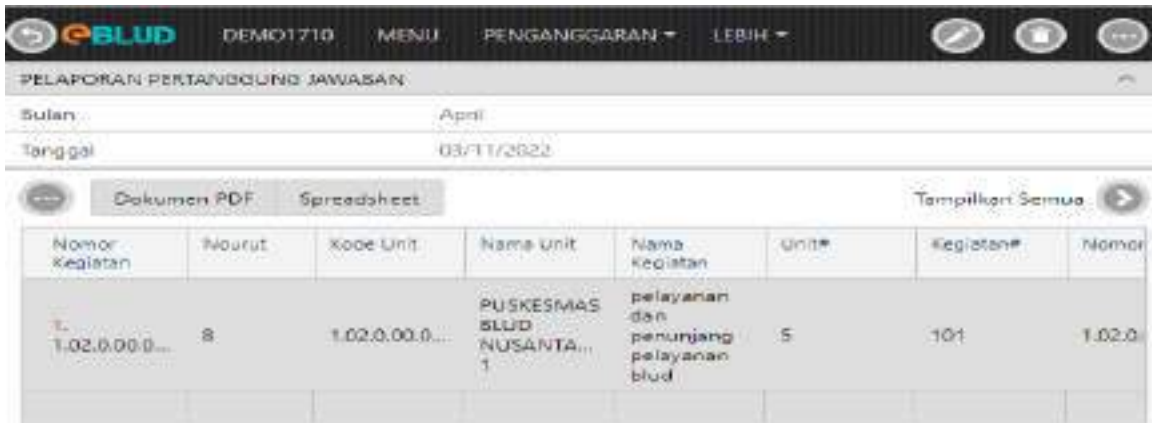 eBLUD DEMO1710 MENU PENGANGGARAN LEBIH
PELAPORAN PERTANGGUNG JAWABAN
Bulan April
Tanggal 03/11/2022
Dokumen PDF Spreadsheet Tampilkan Semua
Nomor Kegiatan Nourut Kode Unit Nama Unit Nama Kegiatan Unit# Kegiatan# Nomor
1. 1.02.0.00.0... 8 1.02.0.00.0... PUSKESMAS BLUD NUSANTA... 1 pelayanan dan penunjang pelayanan blud 5 101 1.02.0.